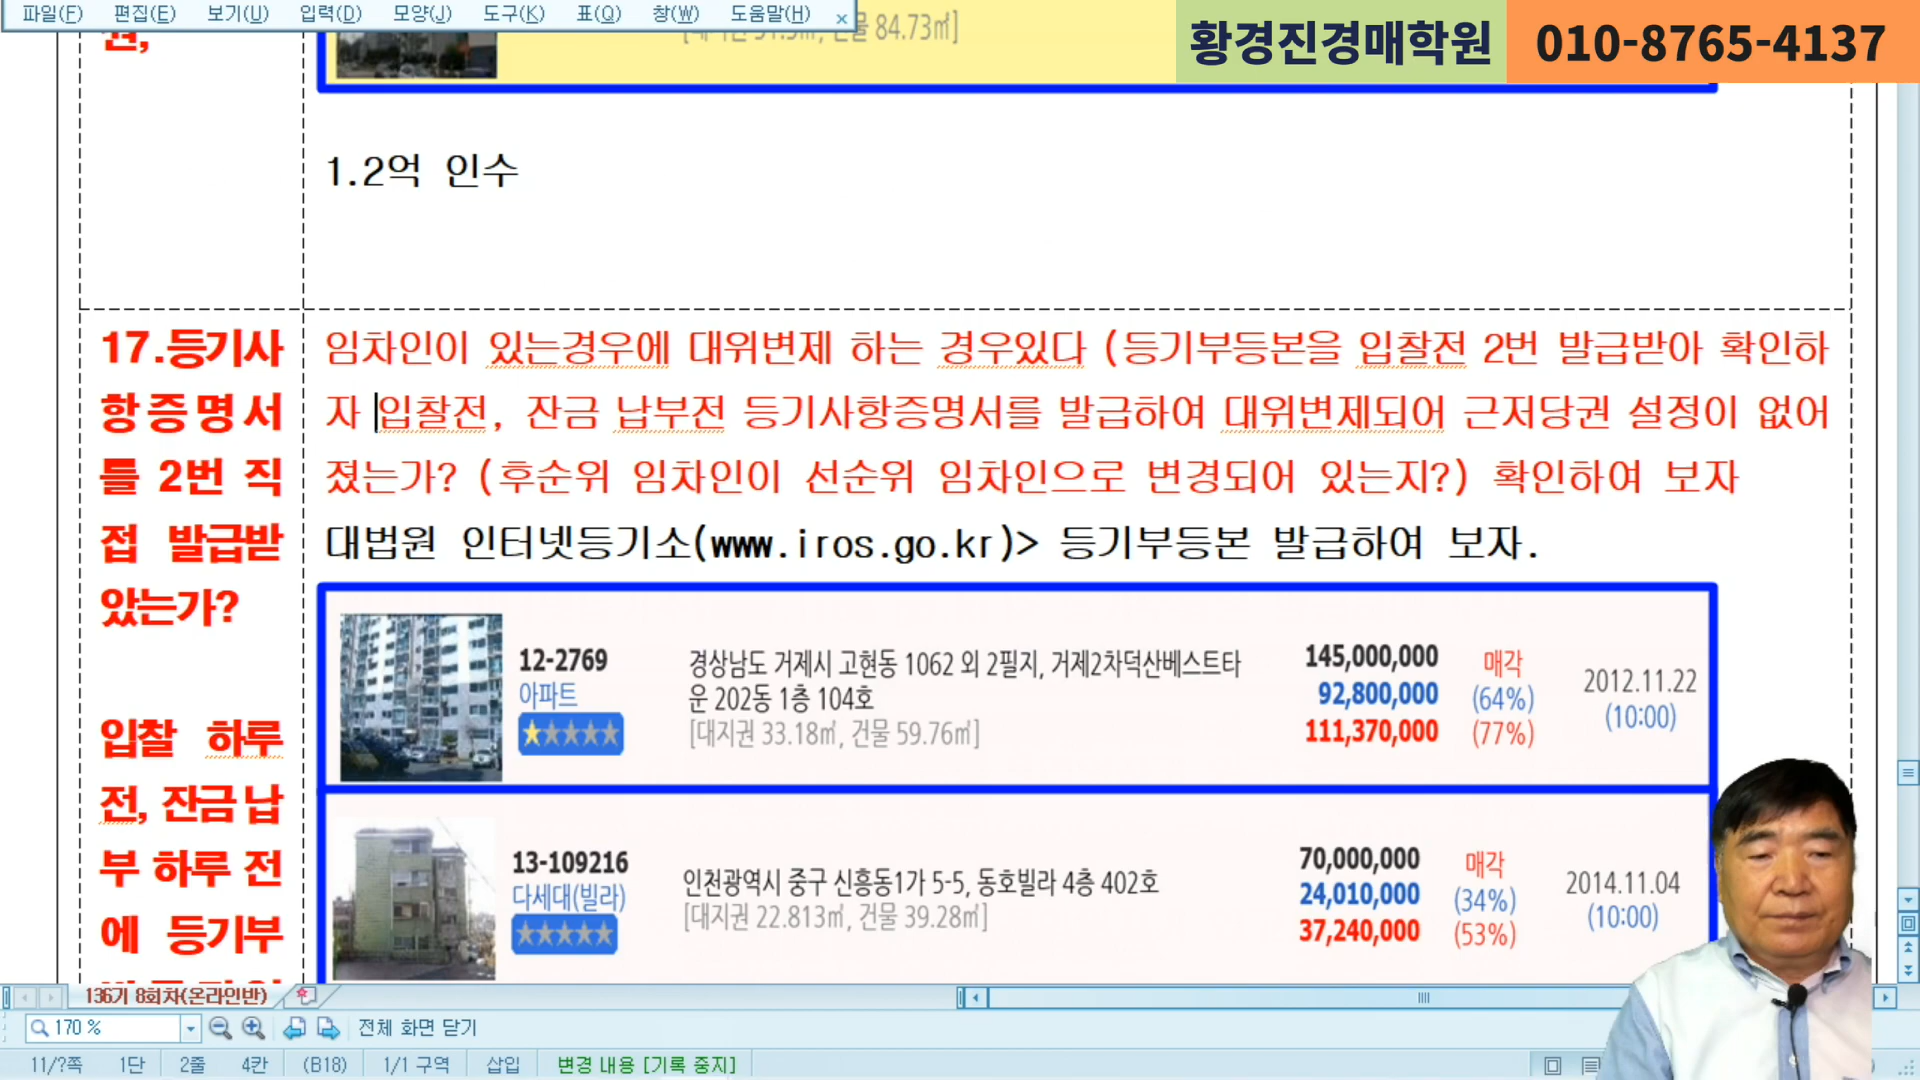 파일(F) 편집(E) 보기(U) 입력(D) 모양(J) 도구(K) 표(Q) 창(W) 도움말(H) x
황경진경매학원 010-8765-4137
84.73㎡]
1.2억 인수
17.등기사
항증명서
를 2번 직
접 발급받
았는가?
입찰 하루
전, 잔금납
부 하루 전
에 등기부
임차인이 있는경우에 대위변제 하는 경우있다 (등기부등본을 입찰전 2번 발급받아 확인하
자 입찰전, 잔금 납부전 등기사항증명서를 발급하여 대위변제되어 근저당권 설정이 없어
졌는가? (후순위 임차인이 선순위 임차인으로 변경되어 있는지?) 확인하여 보자
대법원 인터넷등기소(www.iros.go.kr)> 등기부등본 발급하여 보자.
12-2769
아파트
경상남도 거제시 고현동 1062 외 2필지, 거제2차덕산베스트타
운 202동 1층 104호
[대지권 33.18㎡, 건물 59.76㎡]
145,000,000
92,800,000
111,370,000
매각
(64%)
(77%)
2012.11.22
(10:00)
13-109216
다세대(빌라)
인천광역시 중구 신흥동1가 5-5, 동호빌라 4층 402호
[대지권 22.813㎡, 건물 39.28㎡]
70,000,000
24,010,000
37,240,000
매각
(34%)
(53%)
2014.11.04
(10:00)
136기 8회차(온라인반)
170 % 전체 화면 닫기
11/?쪽 1단 2줄 4칸 (B18) 1/1 구역 삽입 변경 내용 [기록 중지]